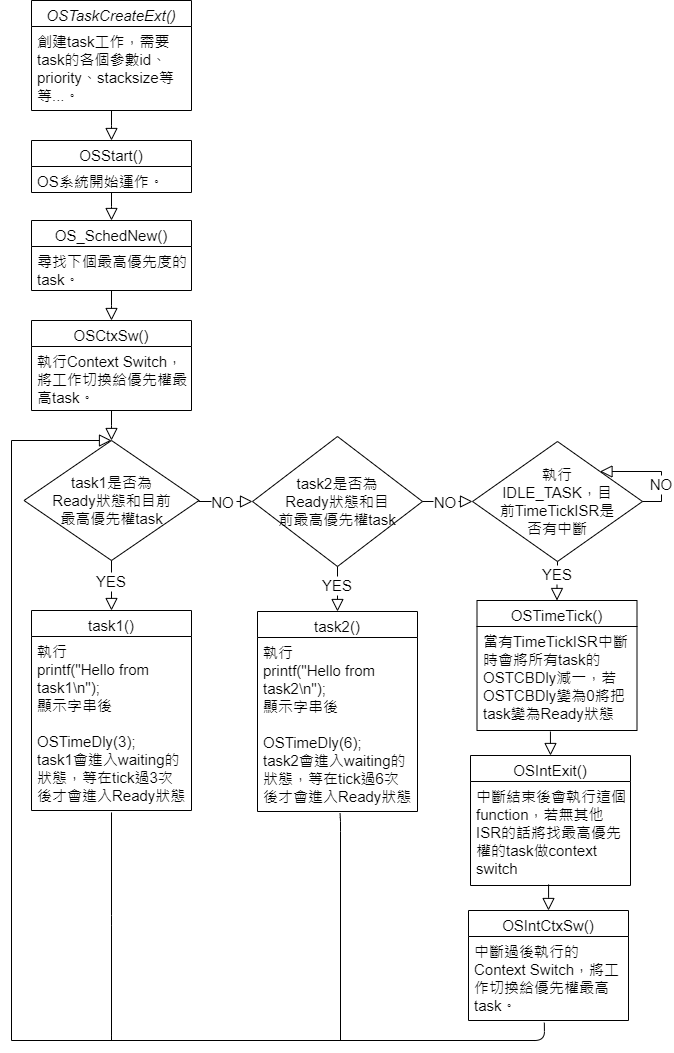 OSTaskCreateExt()
創建task工作，需要
task的各個參數id、
priority、stacksize等
等...。
OSStart()
OS系統開始運作。
OS_SchedNew()
尋找下個最高優先度的
task。
OSCtxSw()
執行Context Switch，
將工作切換給優先權最
高task。
task1是否為
Ready狀態和目前
最高優先權task
NO
task2是否為
Ready狀態和目
前最高優先權task
NO
執行
IDLE_TASK，目
前TimeTickISR是
否有中斷
NO
YES
YES
YES
task1()
執行
printf("Hello from
task1\n");
顯示字串後
OSTimeDly(3);
task1會進入waiting的
狀態，等在tick過3次
後才會進入Ready狀態
task2()
執行
printf("Hello from
task2\n");
顯示字串後
OSTimeDly(6);
task2會進入waiting的
狀態，等在tick過6次
後才會進入Ready狀態
OSTimeTick()
當有TimeTickISR中斷
時會將所有task的
OSTCBDly減一，若
OSTCBDly變為0將把
task變為Ready狀態
OSIntExit()
中斷結束後會執行這個
function，若無其他
ISR的話將找最高優先
權的task做context
switch
OSIntCtxSw()
中斷過後執行的
Context Switch，將工
作切換給優先權最高
task。